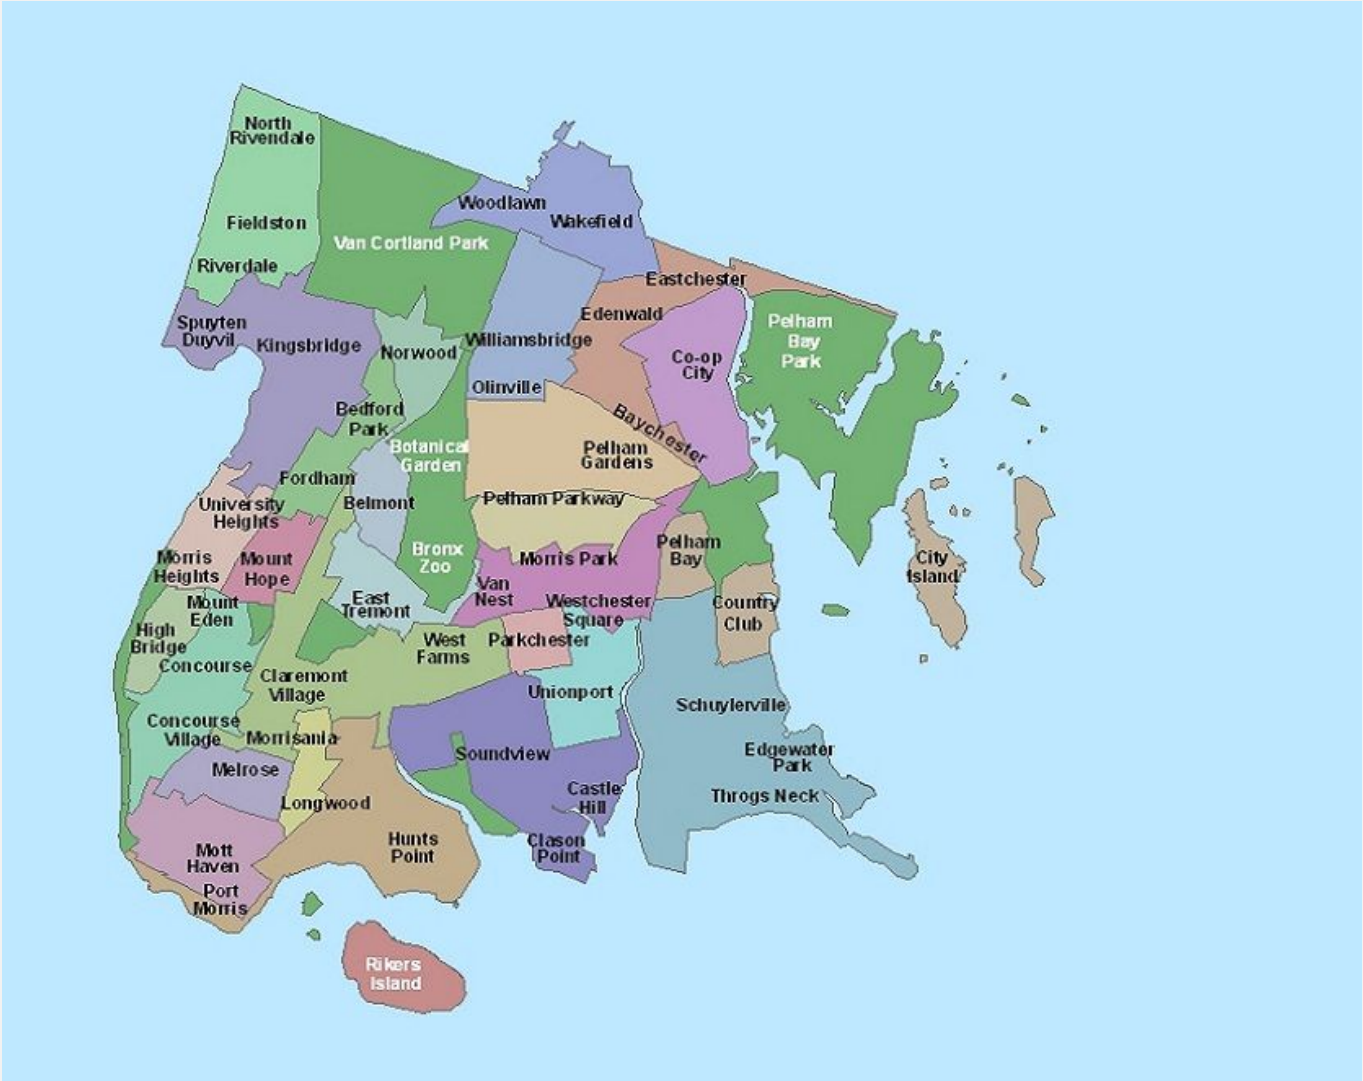 North
Rivendale
Fieldston
Riverdale
Van Cortland Park
Woodlawn
Wakefield
Eastchester
Edenwald
Spuyten
Duyvil
Kingsbridge
Norwood
Williamsbridge
Olinville
Co-op
City
Pelham
Bay
Park
Bedford
Park
Botanical
Garden
Baychester
Pelham
Gardens
Fordham
Belmont
Pelham Parkway
University
Heights
Morris
Heights
Mount
Hope
Bronx
Zoo
Morris Park
Pelham
Bay
City
Island
Van
Nest
Mount
Eden
East
Tremont
Westchester
Square
Country
Club
High
Bridge
Concourse
West
Farms
Parkchester
Claremont
Village
Unionport
Schuylerville
Concourse
Village
Morrisania
Soundview
Edgewater
Park
Melrose
Longwood
Castle
Hill
Throgs Neck
Mott
Haven
Hunts
Point
Clason
Point
Port
Morris
Rikers
Island